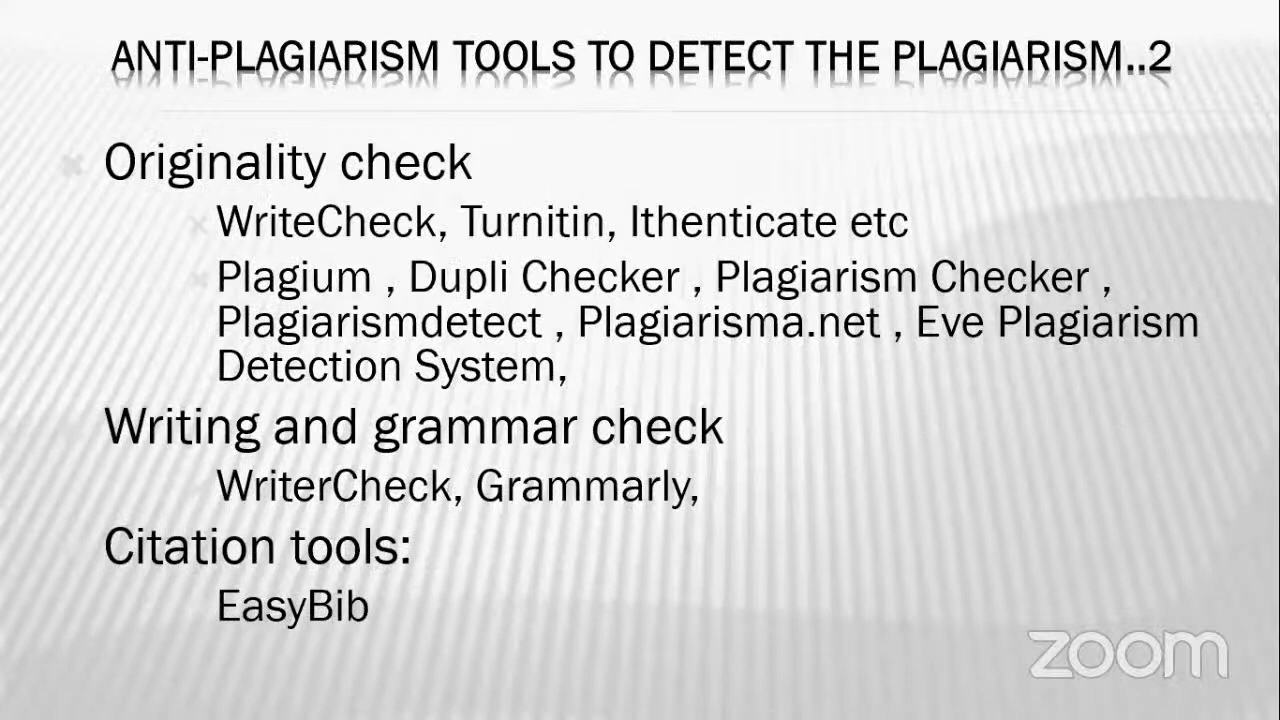 ANTI-PLAGIARISM TOOLS TO DETECT THE PLAGIARISM..2
Originality check
WriteCheck, Turnitin, Ithenticate etc
Plagium , Dupli Checker , Plagiarism Checker ,
Plagiarismdetect , Plagiarisma.net , Eve Plagiarism
Detection System,
Writing and grammar check
WriterCheck, Grammarly,
Citation tools:
EasyBib
zoom